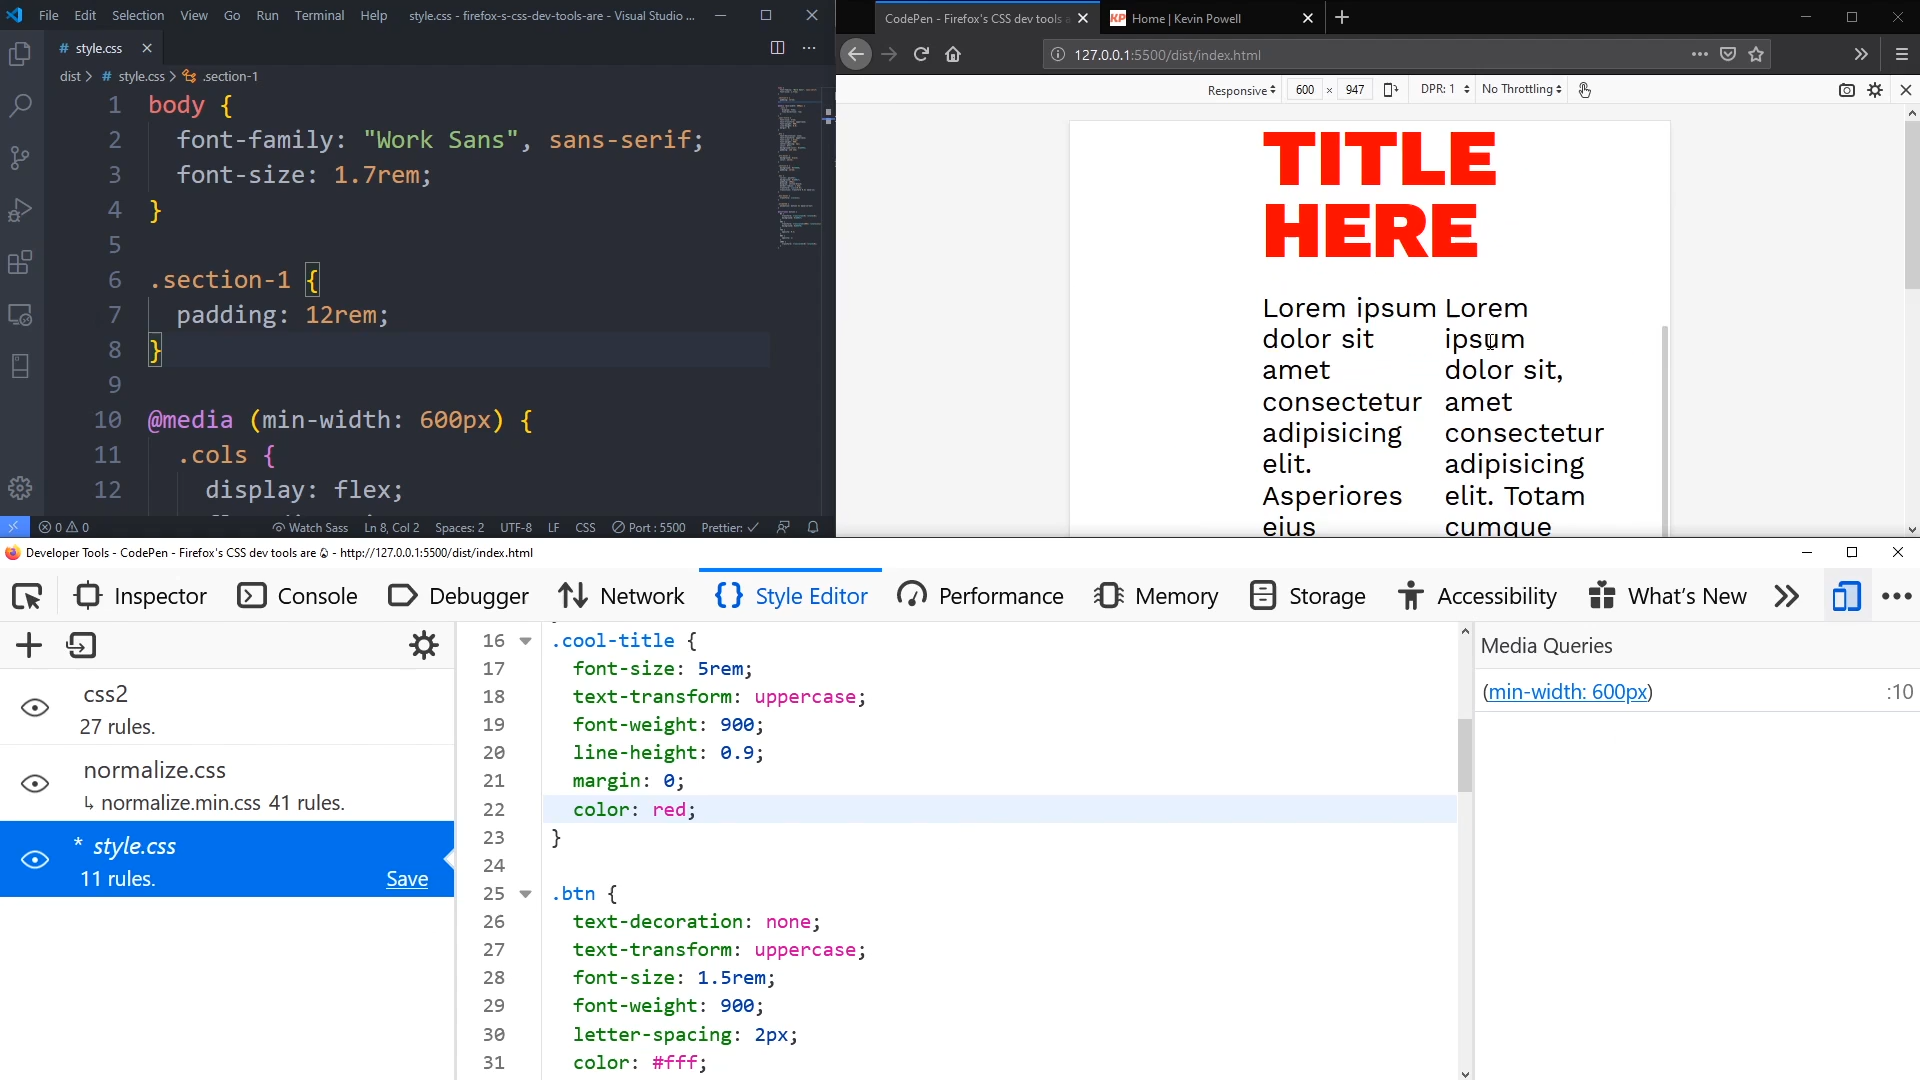 File Edit Selection View Go Run Terminal Help style.css - firefox-s-css-dev-tools-are - Visual Studio ...
# style.css
dist > # style.css > .section-1
1 body {
2 font-family: "Work Sans", sans-serif;
3 font-size: 1.7rem;
4 }
5
6 .section-1 {
7 padding: 12rem;
8 }
9
10 @media (min-width: 600px) {
11 .cols {
12 display: flex;
0 0 Watch Sass Ln 8, Col 2 Spaces: 2 UTF-8 LF CSS Port : 5500 Prettier: ✓
CodePen - Firefox's CSS dev tools a
KP Home | Kevin Powell
127.0.0.1:5500/dist/index.html
Responsive 600 × 947 DPR: 1 No Throttling
TITLE
HERE
Lorem ipsum
dolor sit
amet
consectetur
adipisicing
elit.
Asperiores
eius
Lorem
ipsum
dolor sit,
amet
consectetur
adipisicing
elit. Totam
cumque
Developer Tools - CodePen - Firefox's CSS dev tools are - http://127.0.0.1:5500/dist/index.html
Inspector Console Debugger Network Style Editor Performance Memory Storage Accessibility What's New
css2
27 rules.
normalize.css
↳ normalize.min.css 41 rules.
* style.css
11 rules. Save
16 .cool-title {
17 font-size: 5rem;
18 text-transform: uppercase;
19 font-weight: 900;
20 line-height: 0.9;
21 margin: 0;
22 color: red;
23 }
24
25 .btn {
26 text-decoration: none;
27 text-transform: uppercase;
28 font-size: 1.5rem;
29 font-weight: 900;
30 letter-spacing: 2px;
31 color: #fff;
Media Queries
(min-width: 600px) :10